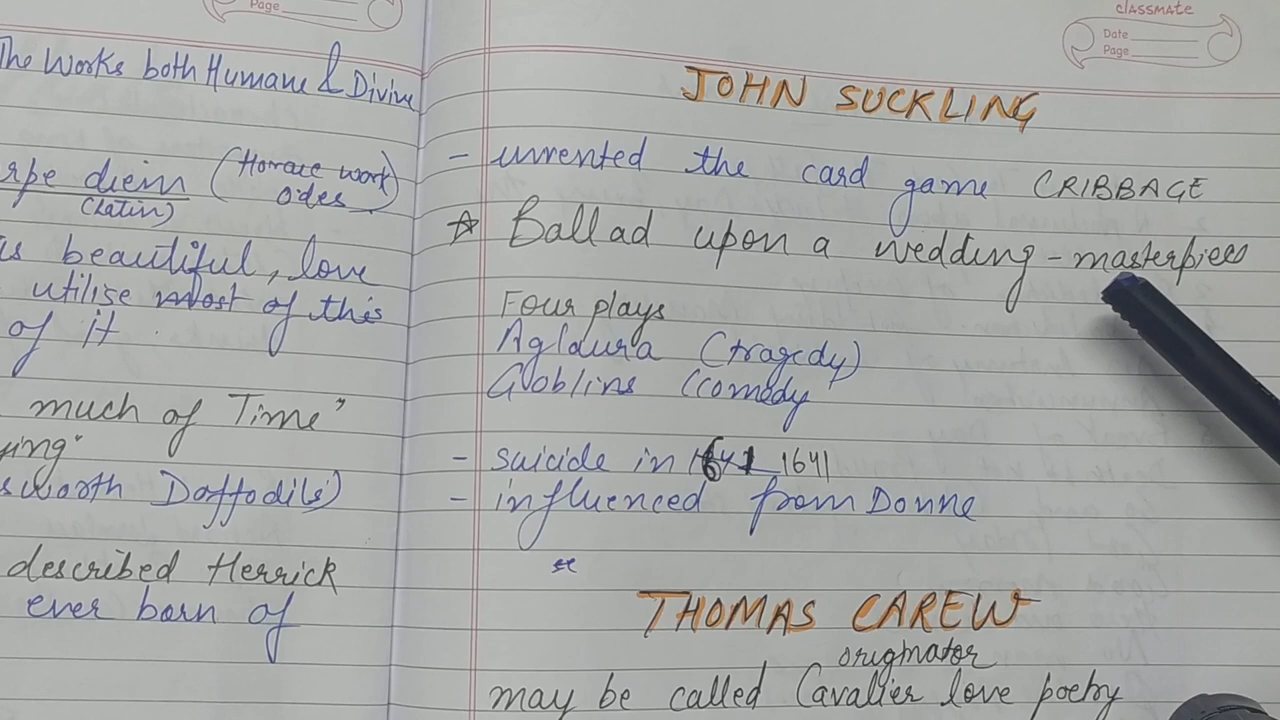 Page
The Works both Humane & Divine
rpe diem (Horace work)
(latin) odes
is beautiful, love
utilise most of this
of it.
much of Time"
ying"
sworth Daffodils)
described Herrick
ever born of
classmate
Date
Page
JOHN SUCKLING
- invented the card game CRIBBAGE
☆ Ballad upon a wedding - masterpiece
Four plays
Aglaura (tragedy)
Goblins (comedy
- suicide in 1641 1641
- influenced from Donne
THOMAS CAREW
originator
may be called Cavalier love poetry